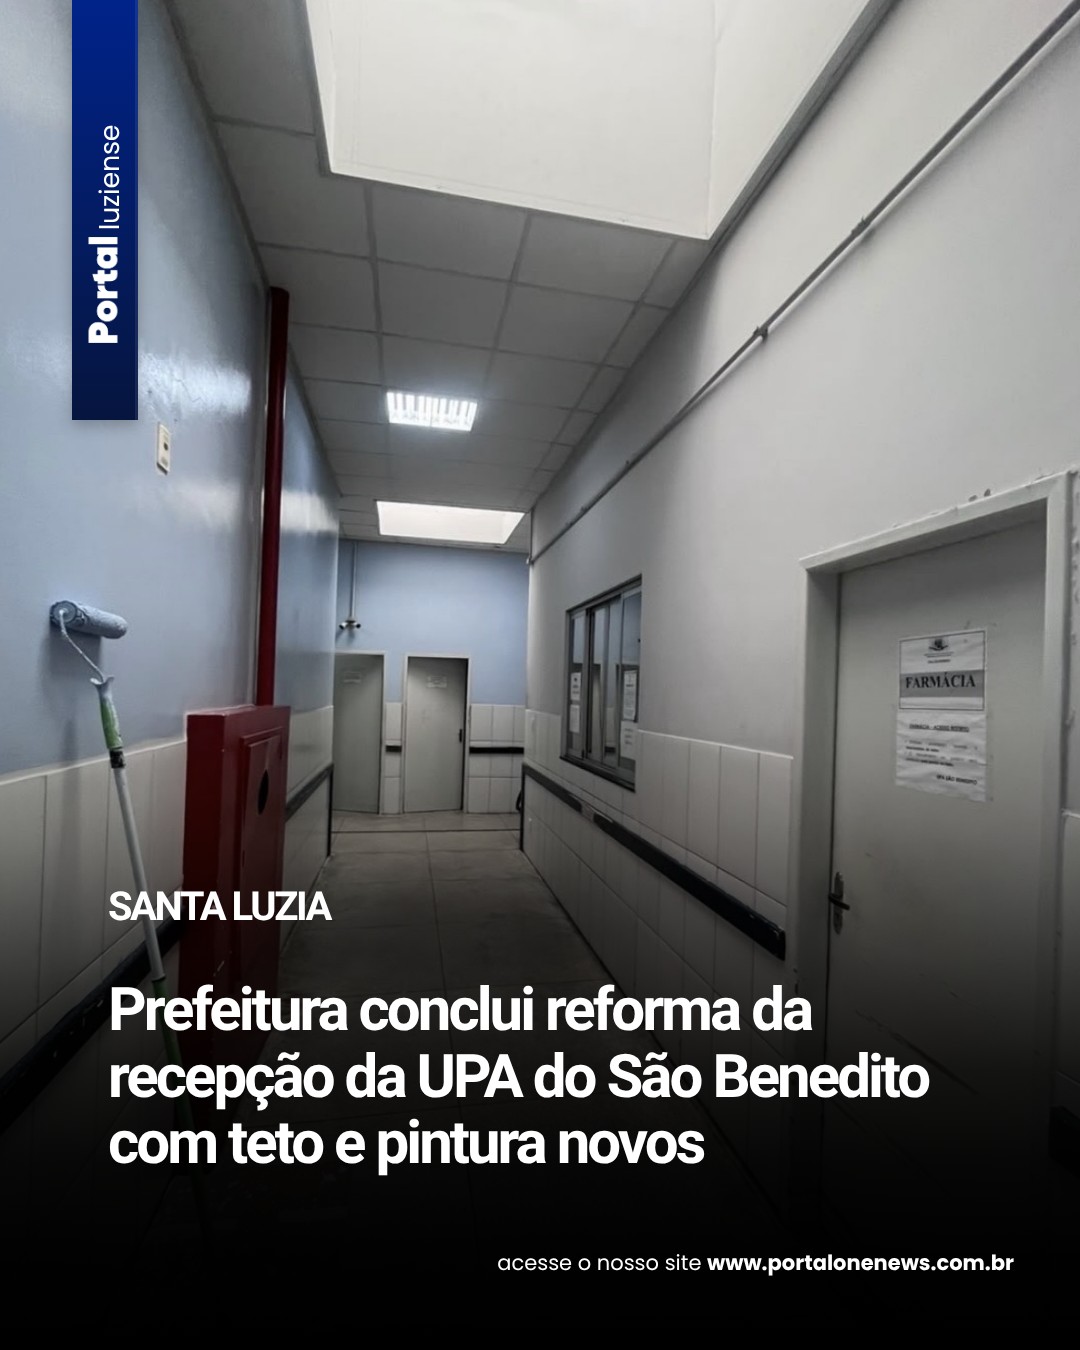 Portal luziense
FARMÁCIA
SANTA LUZIA
Prefeitura conclui reforma da
recepção da UPA do São Benedito
com teto e pintura novos
acesse o nosso site www.portalonenews.com.br